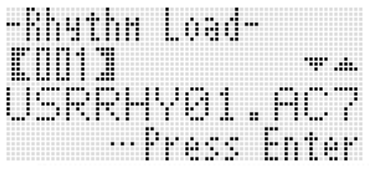 -Rhythm Load-
【001】 ▼▲
USRRHY01.AC7
…Press Enter